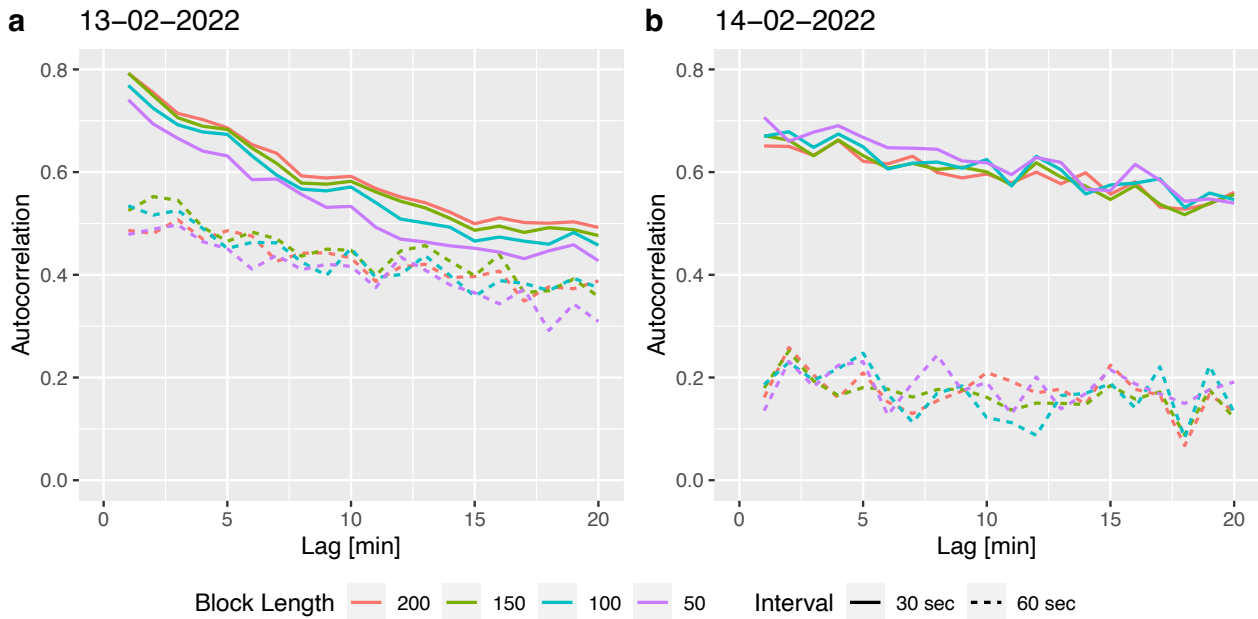 a 13−02−2022
b 14−02−2022
Autocorrelation
0.8
0.6
0.4
0.2
0.0
0 5 10 15 20
Lag [min]
Autocorrelation
0.8
0.6
0.4
0.2
0.0
0 5 10 15 20
Lag [min]
Block Length 200 150 100 50 Interval 30 sec 60 sec